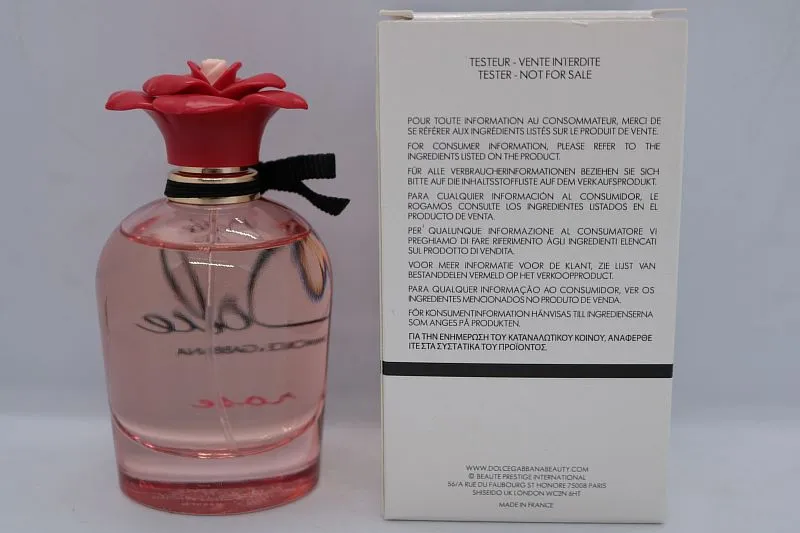 Dolce
DOLCE & GABBANA
rose
TESTEUR - VENTE INTERDITE
TESTER - NOT FOR SALE
POUR TOUTE INFORMATION AU CONSOMMATEUR, MERCI DE
SE RÉFÉRER AUX INGRÉDIENTS LISTÉS SUR LE PRODUIT DE VENTE.
FOR CONSUMER INFORMATION, PLEASE REFER TO THE
INGREDIENTS LISTED ON THE PRODUCT.
FÜR ALLE VERBRAUCHERINFORMATIONEN BEZIEHEN SIE SICH
BITTE AUF DIE INHALTSSTOFFLISTE AUF DEM VERKAUFSPRODUKT.
PARA CUALQUIER INFORMACIÓN AL CONSUMIDOR, LE
ROGAMOS CONSULTE LOS INGREDIENTES LISTADOS EN EL
PRODUCTO DE VENTA.
PER QUALUNQUE INFORMAZIONE AL CONSUMATORE VI
PREGHIAMO DI FARE RIFERIMENTO ÀGLI INGREDIENTI ELENCATI
SUL PRODOTTO DI VENDITA.
VOOR MEER INFORMATIE VOOR DE KLANT, ZIE LIJST VAN
BESTANDDELEN VERMELD OP HET VERKOOPPRODUCT.
PARA QUALQUER INFORMAÇÃO AO CONSUMIDOR, VER OS
INGREDIENTES MENCIONADOS NO PRODUTO DE VENDA.
FÖR KONSUMENTINFORMATION HÄNVISAS TILL INGREDIENSERNA
SOM ANGES PÅ PRODUKTEN.
ΓΙΑ ΤΗΝ ΕΝΗΜΕΡΩΣΗ ΤΟΥ ΚΑΤΑΝΑΛΩΤΙΚΟΥ ΚΟΙΝΟΥ, ΑΝΑΦΕΡΘΕ
ΙΤΕ ΣΤΑ ΣΥΣΤΑΤΙΚΑ ΤΟΥ ΠΡΟΪΟΝΤΟΣ.
WWW.DOLCEGABBANABEAUTY.COM
© BEAUTE PRESTIGE INTERNATIONAL
56/A RUE DU FAUBOURG ST HONORE 75008 PARIS
SHISEIDO UK LONDON WC2N 6HT
MADE IN FRANCE